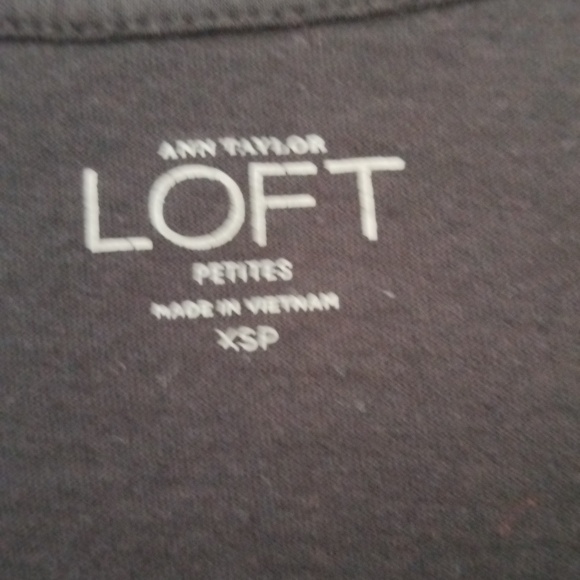 ANN TAYLOR
LOFT
PETITES
MADE IN VIETNAM
XSP